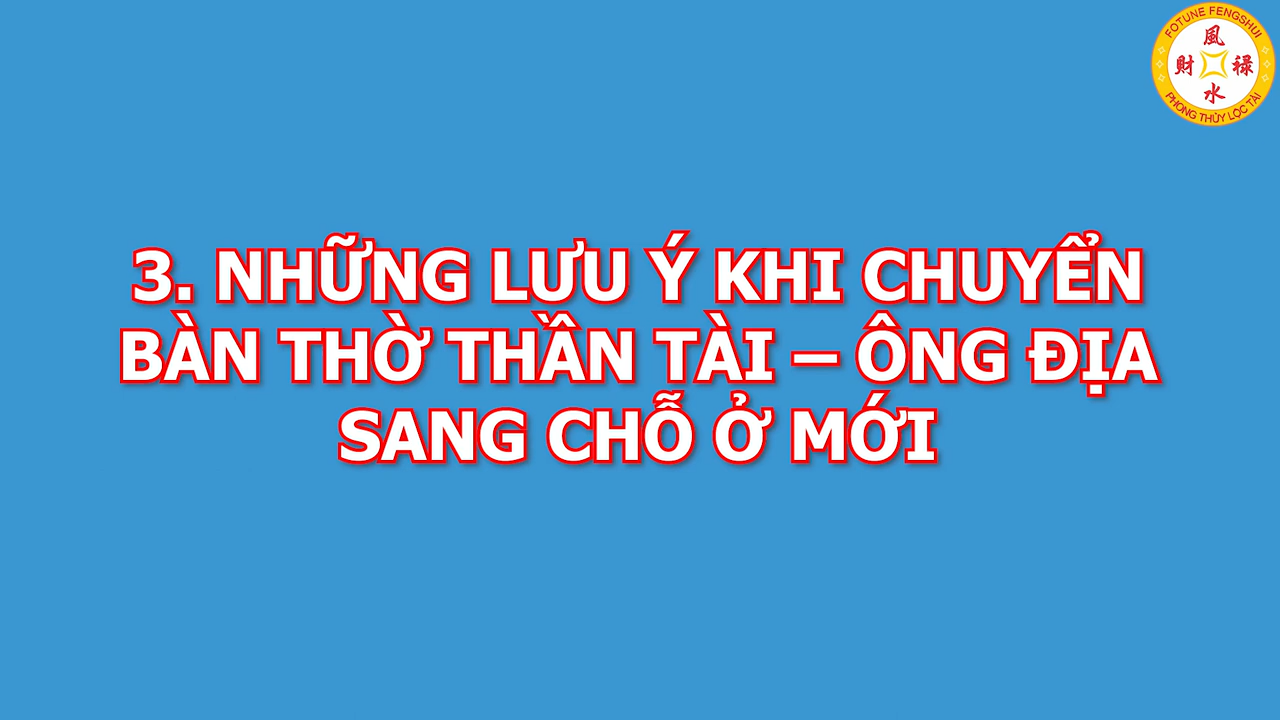 FOTUNE FENGSHUI
風
財 禄
水
PHONG THỦY LỘC TÀI
3. NHỮNG LƯU Ý KHI CHUYỂN
BÀN THỜ THẦN TÀI – ÔNG ĐỊA
SANG CHỖ Ở MỚI